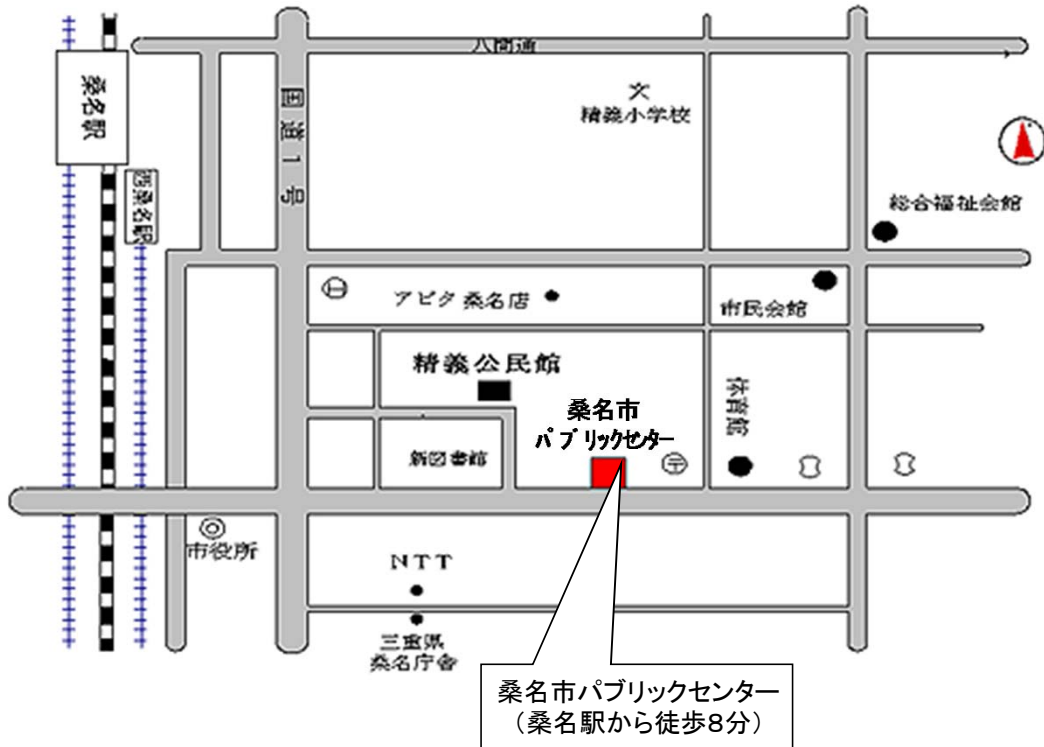 八間通
桑名駅
国道1号
文
精義小学校
西桑名駅
総合福祉会館
アピタ 桑名店
市民会館
精義公民館
体育館
桑名市
パブリックセンター
新図書館
〒
市役所
NTT
三重県
桑名庁舎
桑名市パブリックセンター
(桑名駅から徒歩8分)